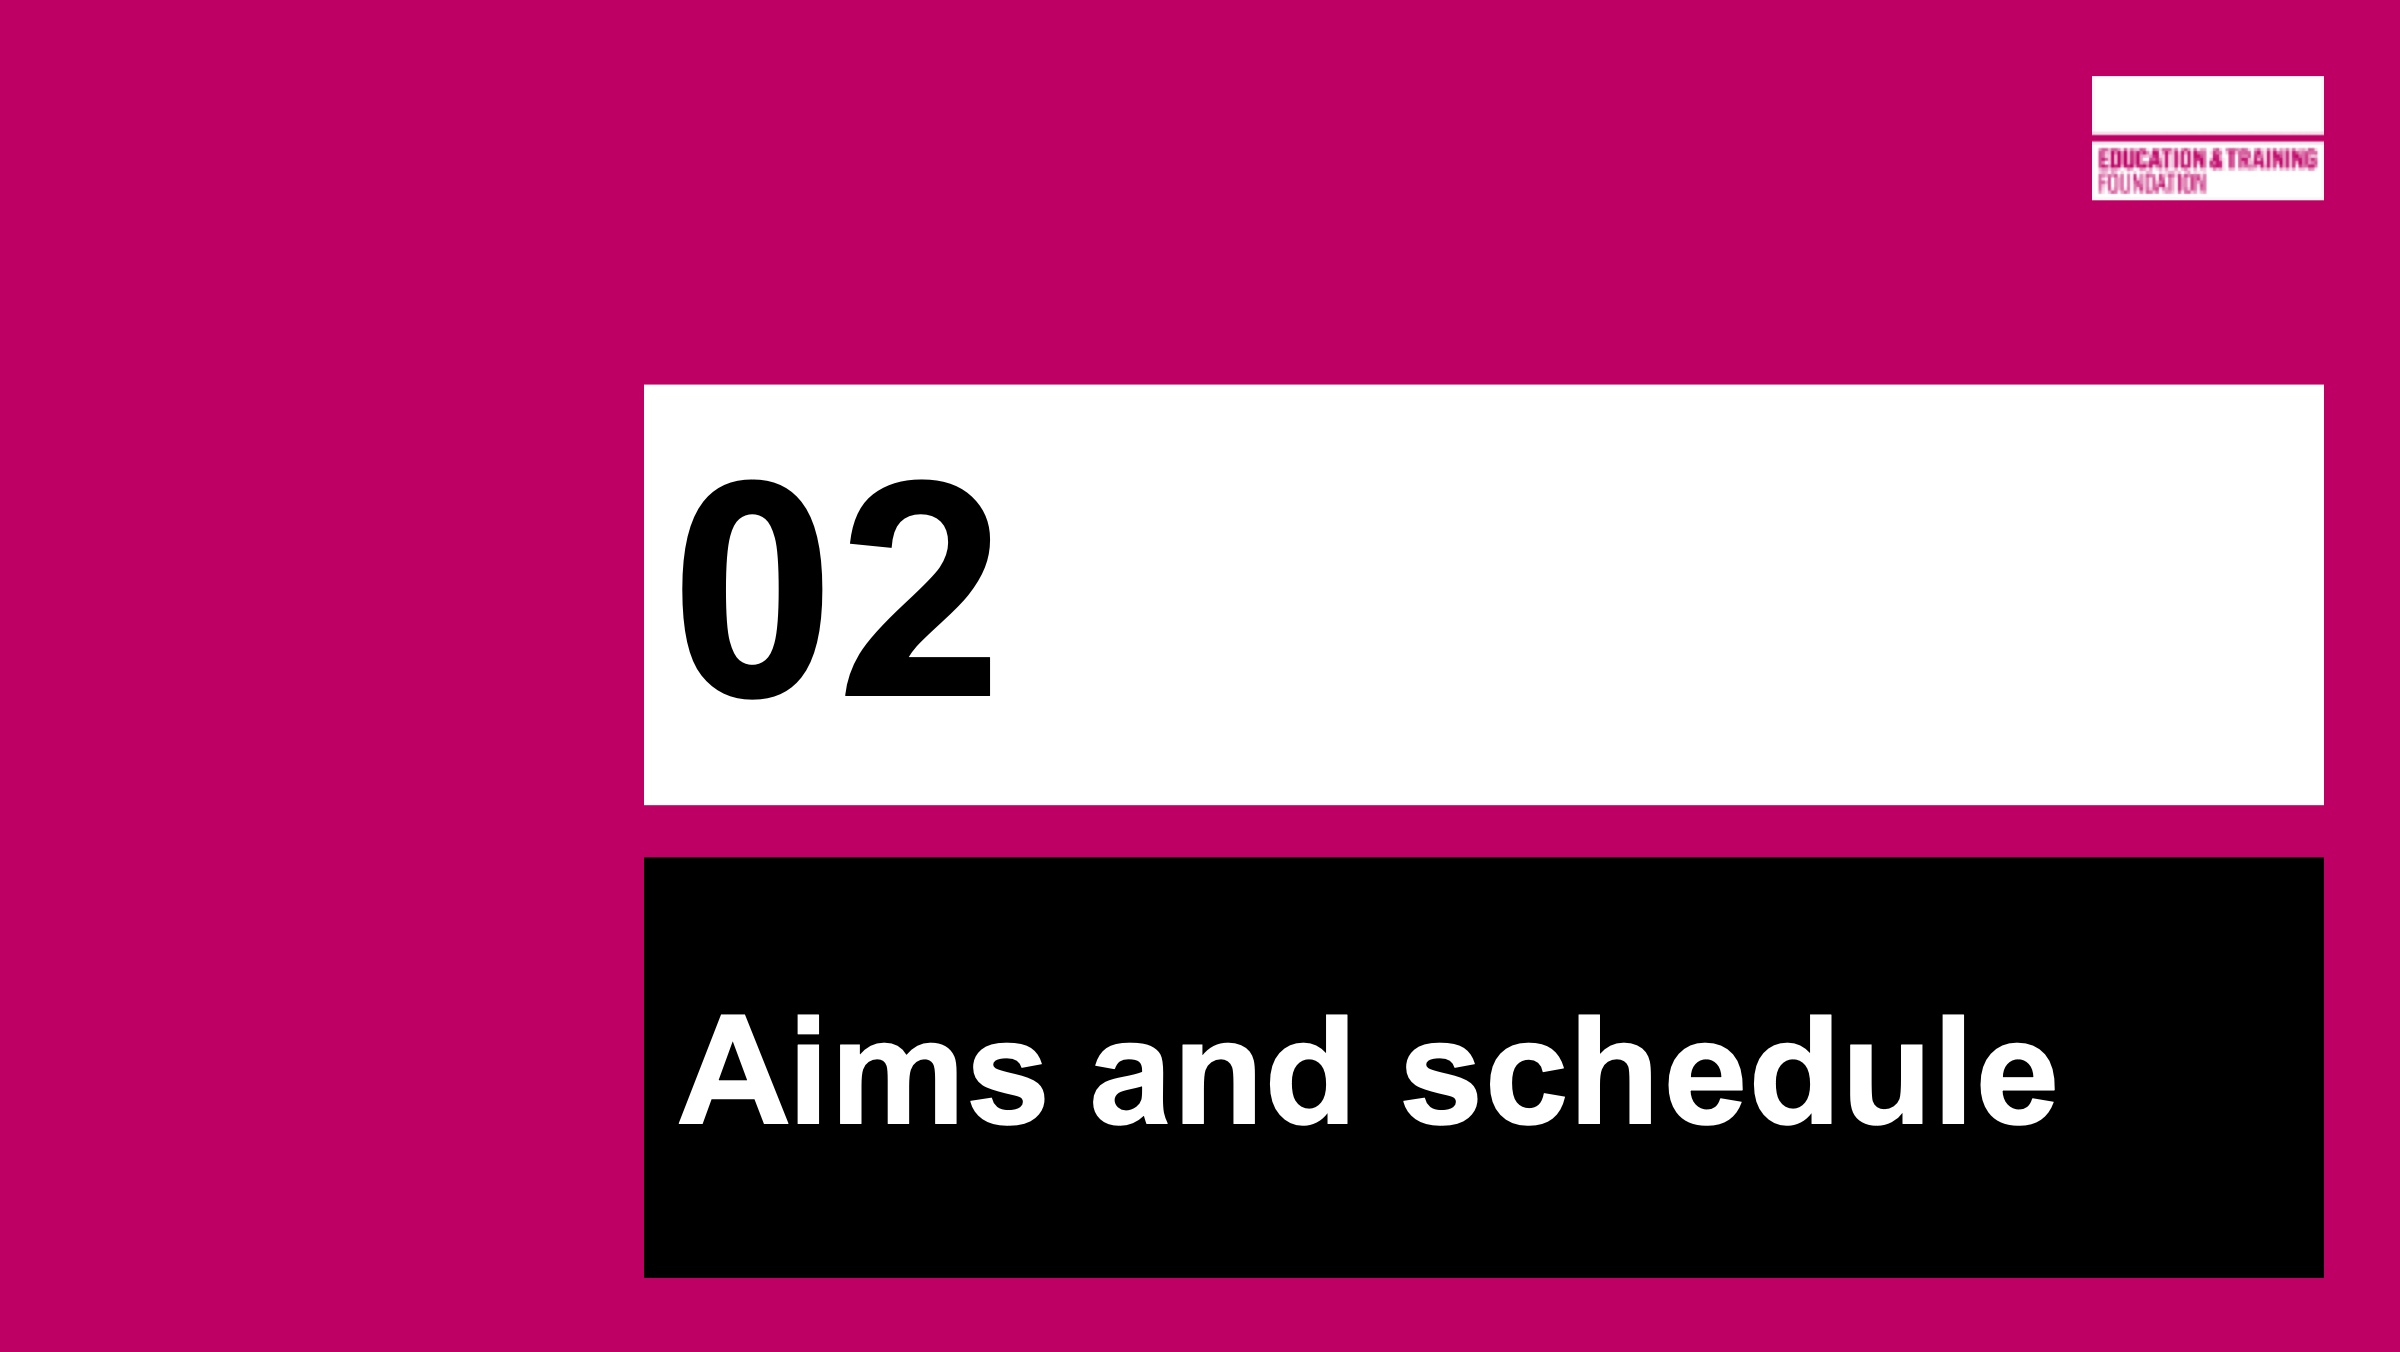 EDUCATION & TRAINING
FOUNDATION
02
Aims and schedule